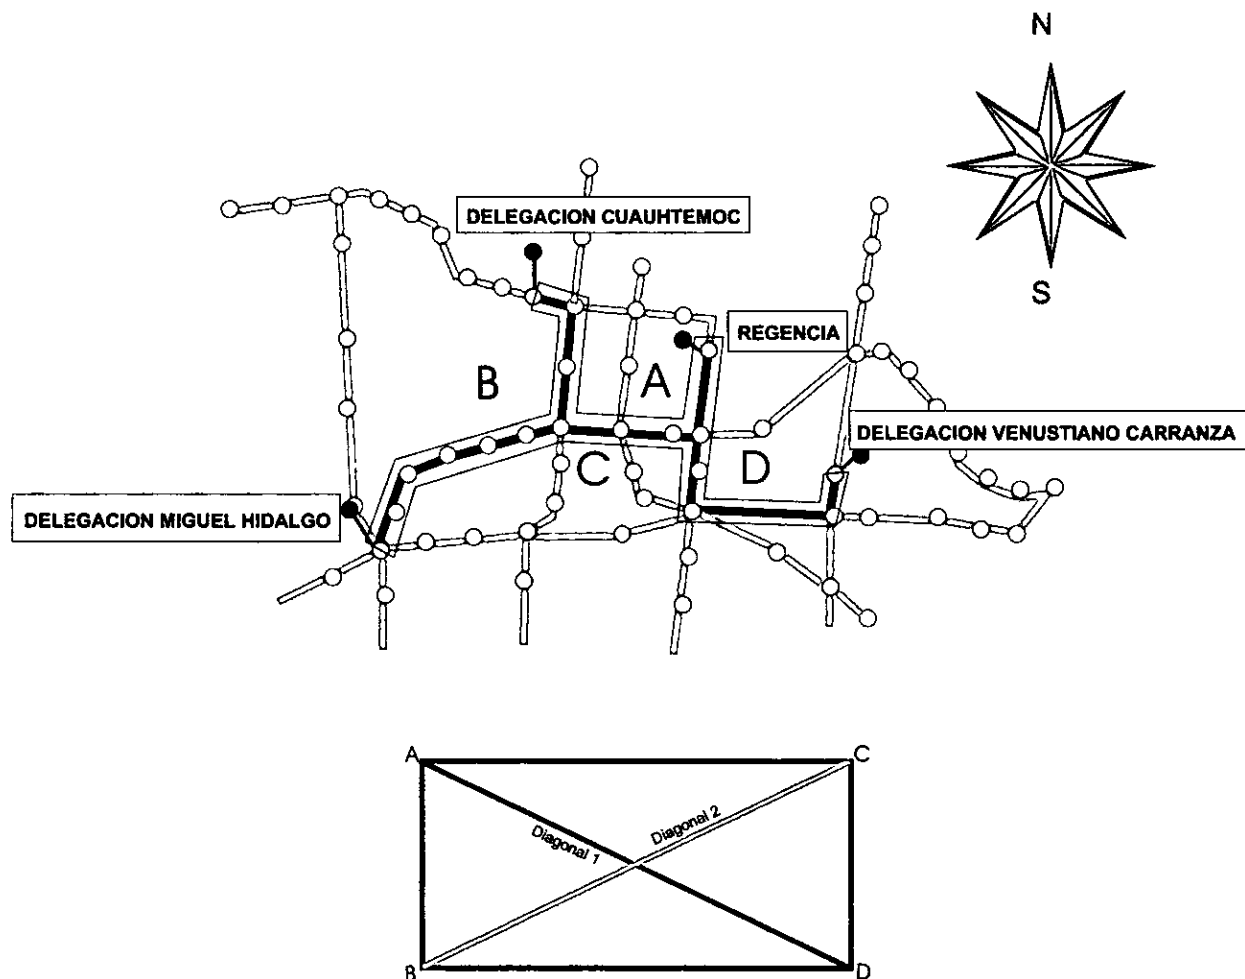 N
DELEGACION CUAUHTEMOC
S
REGENCIA
B
A
DELEGACION VENUSTIANO CARRANZA
C
D
DELEGACION MIGUEL HIDALGO
A
C
Diagonal 1
Diagonal 2
B
D